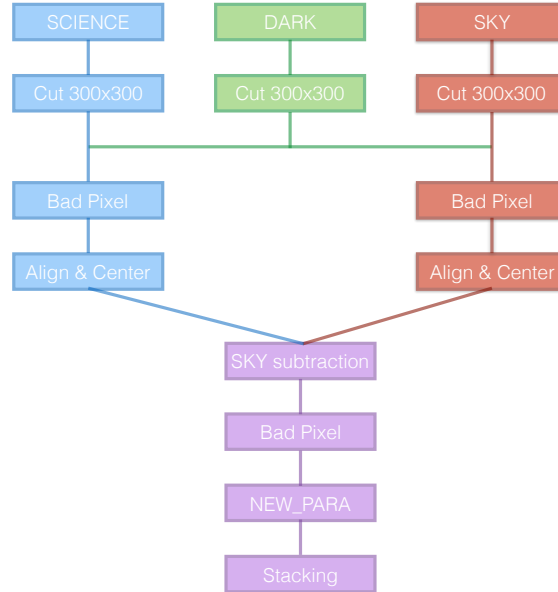 SCIENCE
DARK
SKY
Cut 300x300
Cut 300x300
Cut 300x300
Bad Pixel
Bad Pixel
Align & Center
Align & Center
SKY subtraction
Bad Pixel
NEW_PARA
Stacking